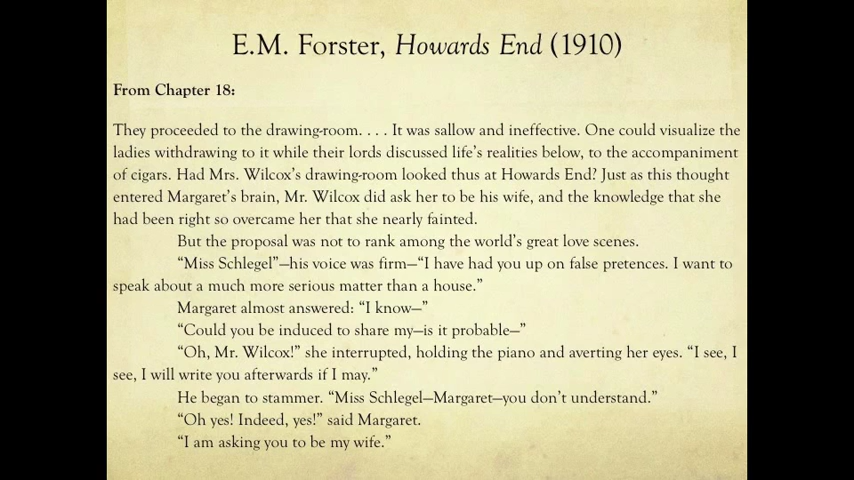 E.M. Forster, Howards End (1910)
From Chapter 18:
They proceeded to the drawing-room. . . . It was sallow and ineffective. One could visualize the
ladies withdrawing to it while their lords discussed life’s realities below, to the accompaniment
of cigars. Had Mrs. Wilcox’s drawing-room looked thus at Howards End? Just as this thought
entered Margaret’s brain, Mr. Wilcox did ask her to be his wife, and the knowledge that she
had been right so overcame her that she nearly fainted.
But the proposal was not to rank among the world’s great love scenes.
“Miss Schlegel”—his voice was firm—“I have had you up on false pretences. I want to
speak about a much more serious matter than a house.”
Margaret almost answered: “I know—”
“Could you be induced to share my—is it probable—”
“Oh, Mr. Wilcox!” she interrupted, holding the piano and averting her eyes. “I see, I
see, I will write you afterwards if I may.”
He began to stammer. “Miss Schlegel—Margaret—you don’t understand.”
“Oh yes! Indeed, yes!” said Margaret.
“I am asking you to be my wife.”